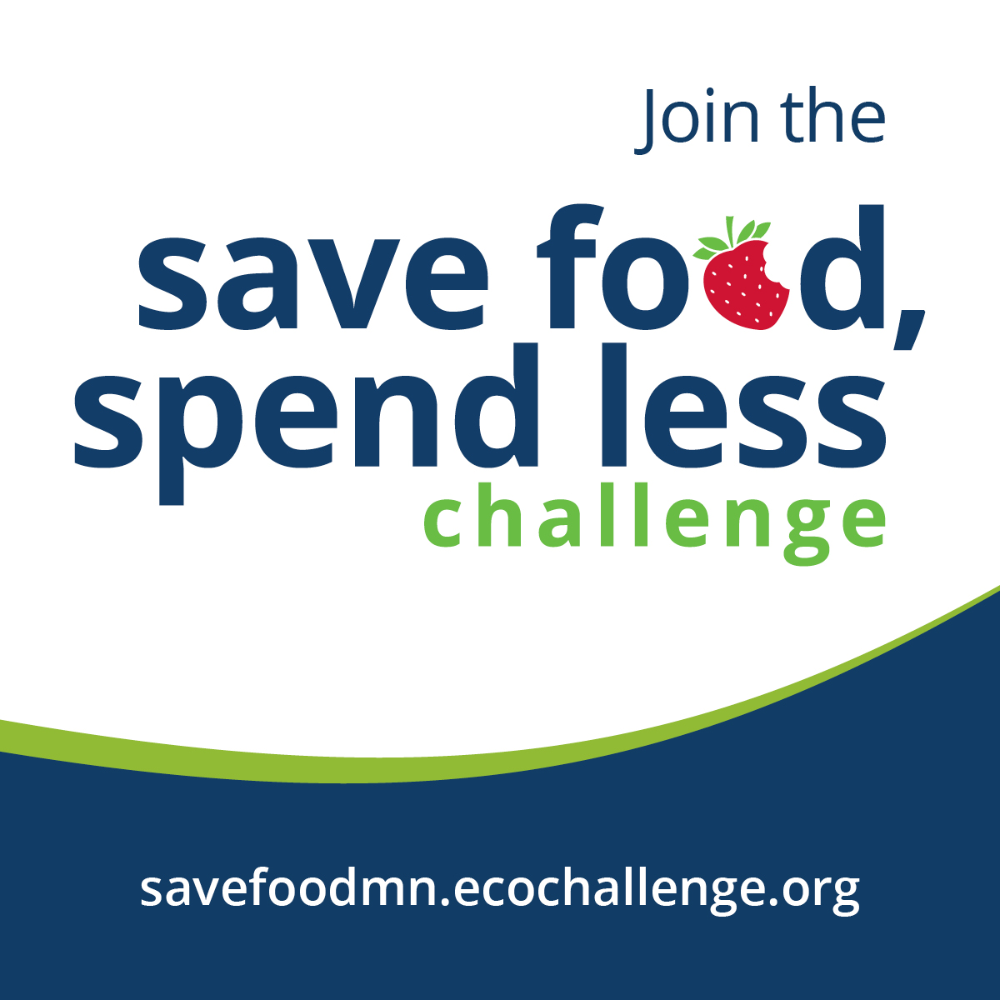 Join the
save food,
spend less
challenge
savefoodmn.ecochallenge.org